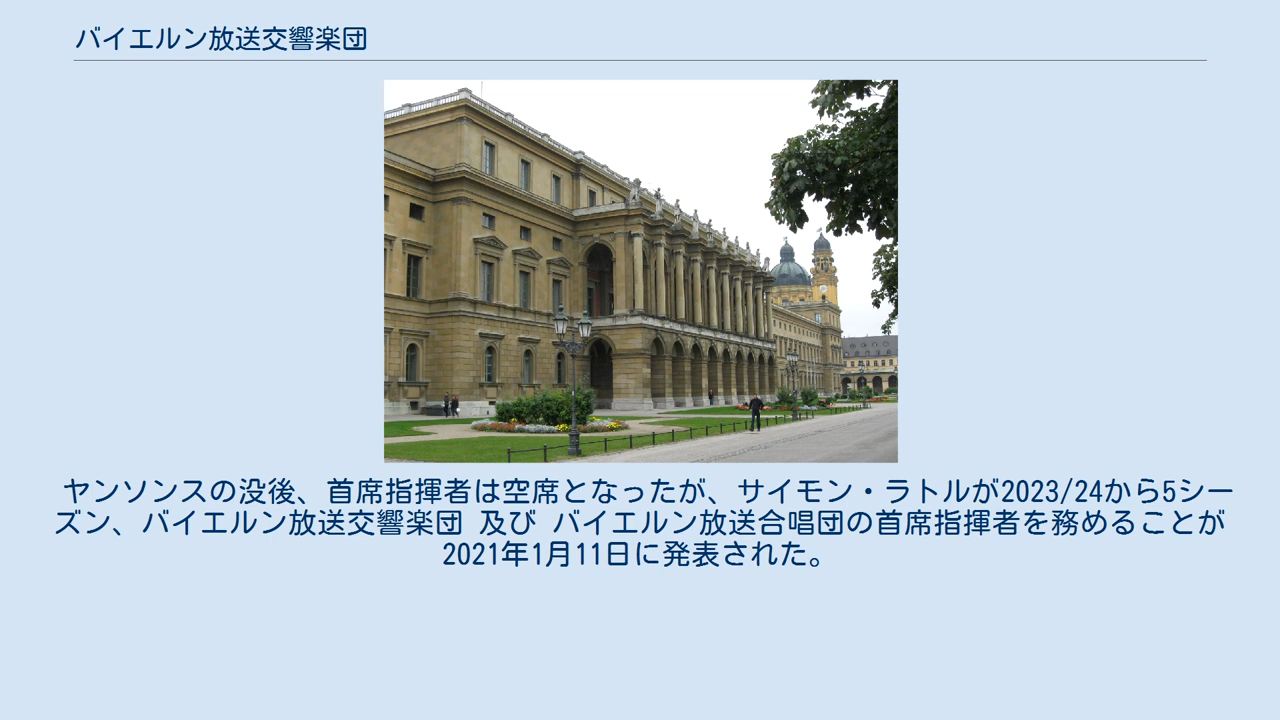 バイエルン放送交響楽団
ヤンソンスの没後、首席指揮者は空席となったが、サイモン・ラトルが2023/24から5シー
ズン、バイエルン放送交響楽団 及び バイエルン放送合唱団の首席指揮者を務めることが
2021年1月11日に発表された。